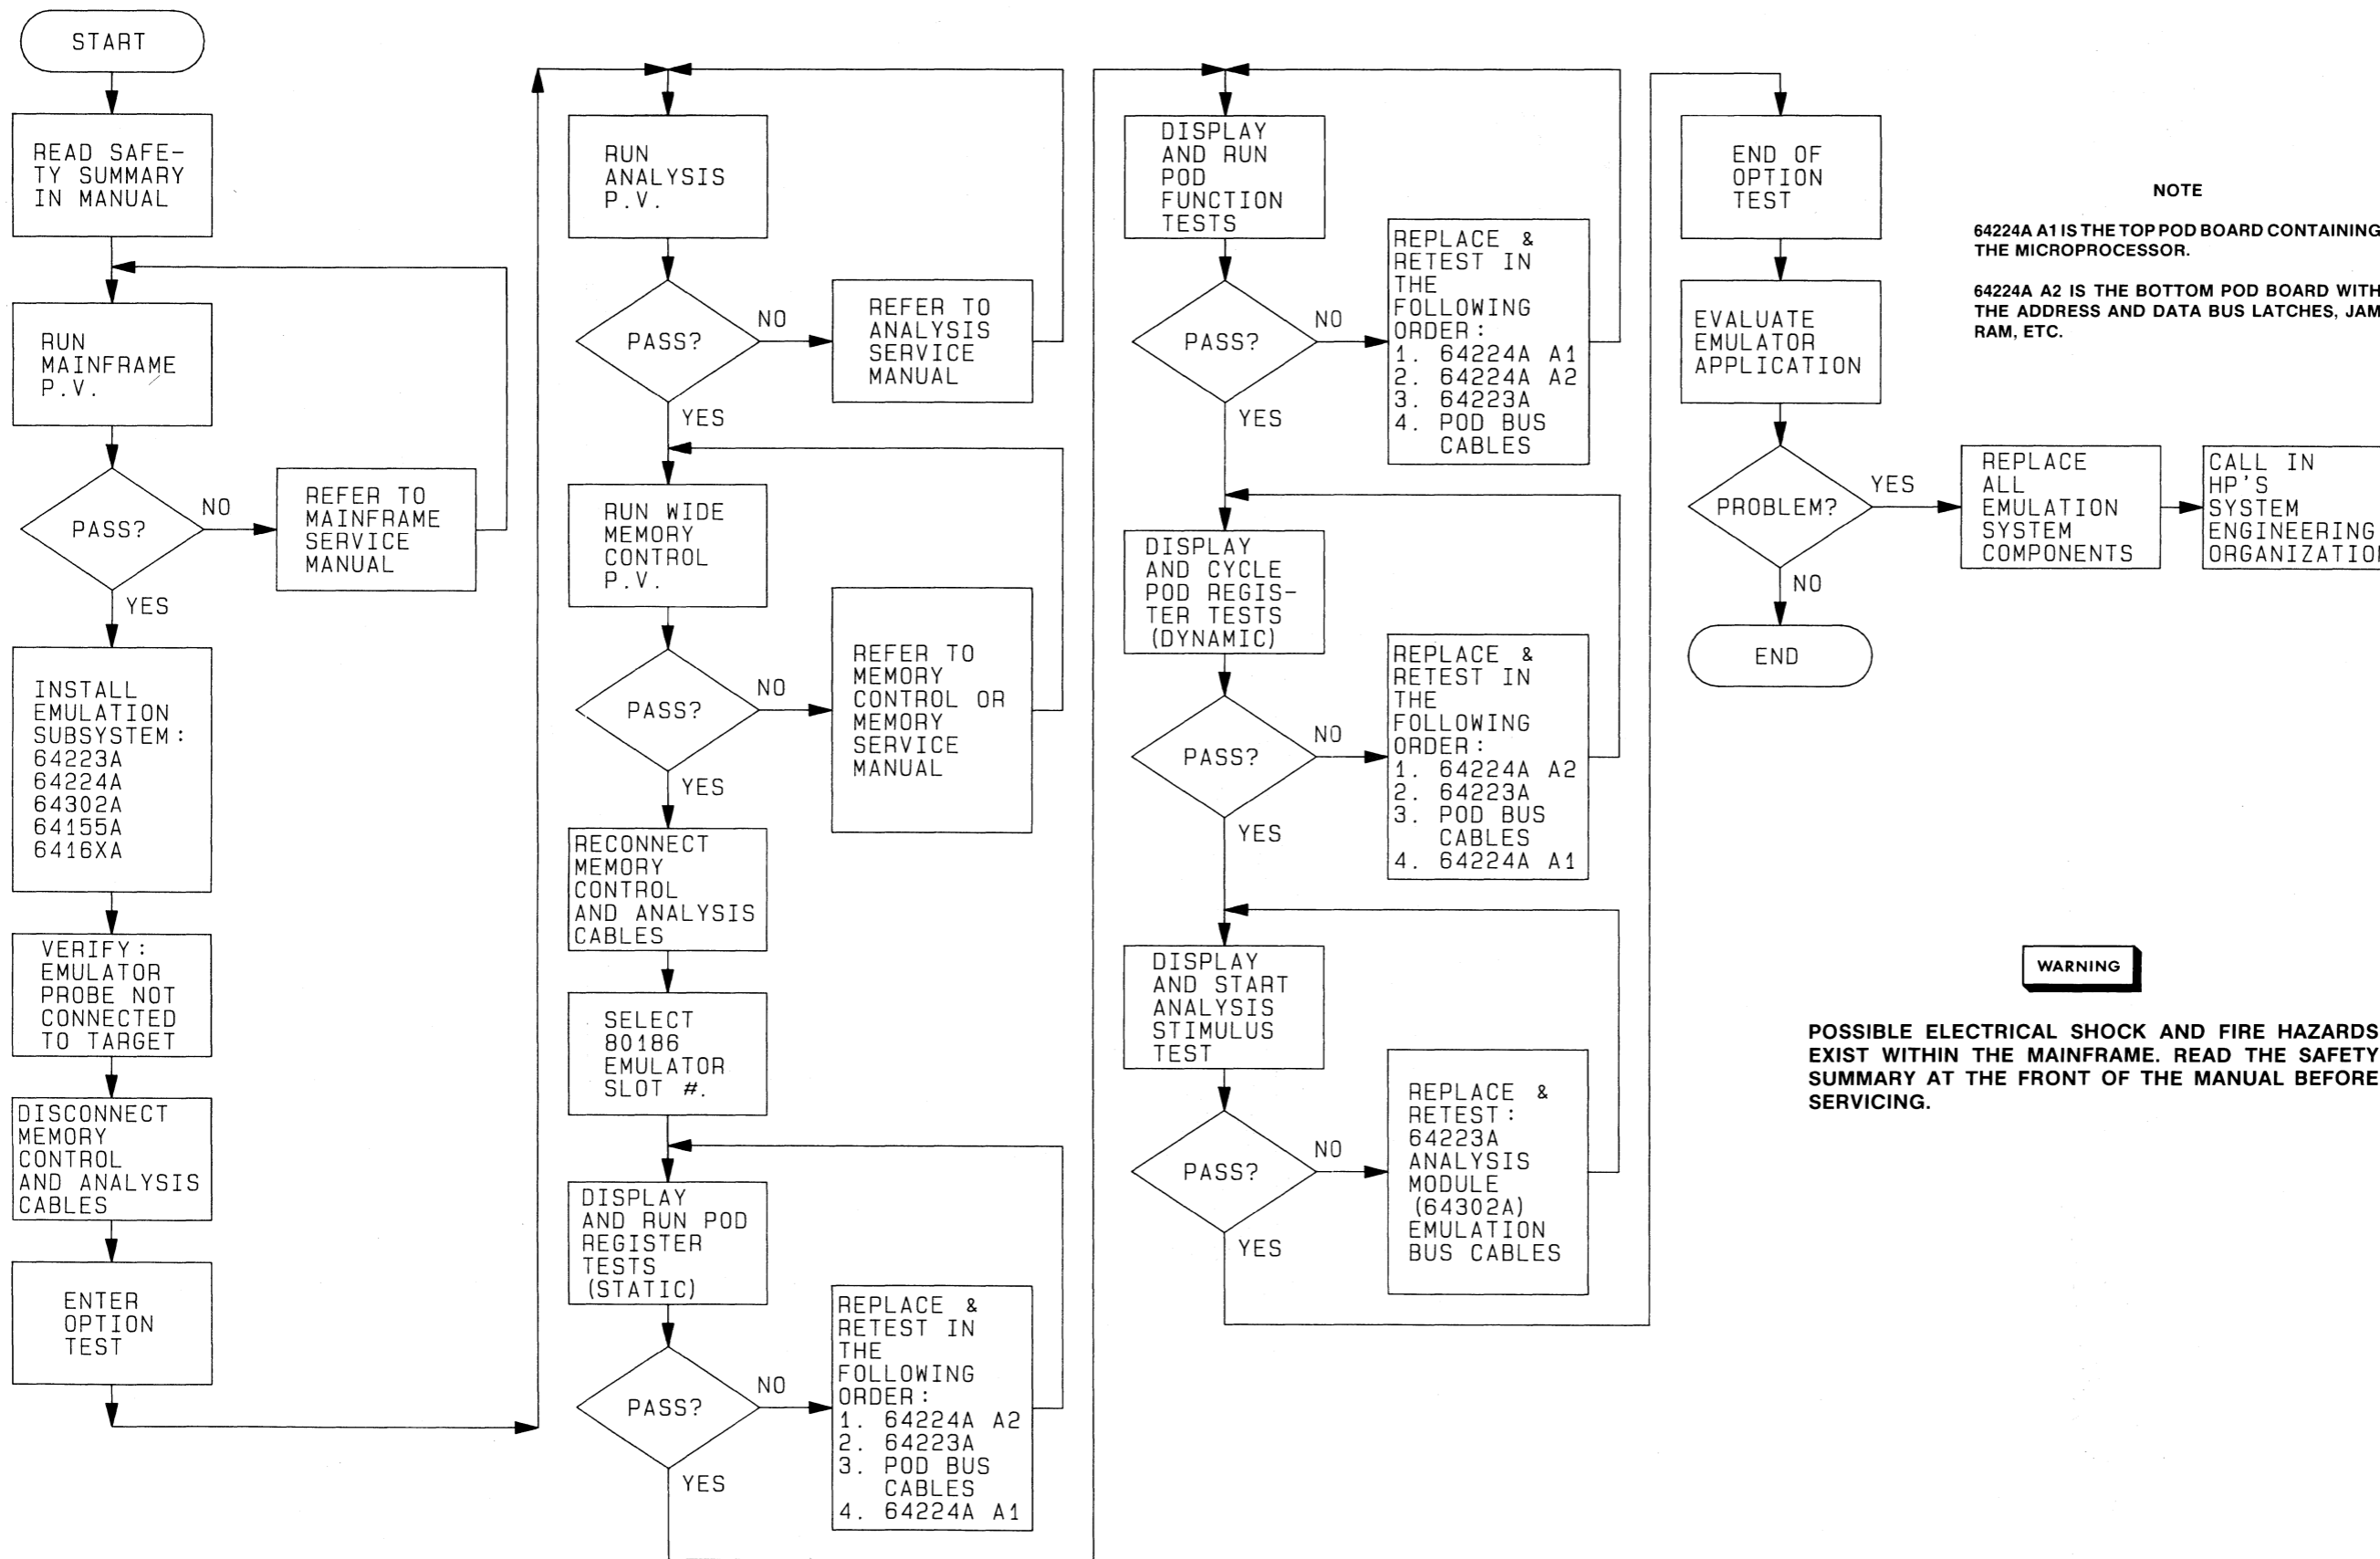 START
READ SAFE-
TY SUMMARY
IN MANUAL
RUN
MAINFRAME
P.V.
PASS?
NO
REFER TO
MAINFRAME
SERVICE
MANUAL
YES
INSTALL
EMULATION
SUBSYSTEM:
64223A
64224A
64302A
64155A
6416XA
VERIFY:
EMULATOR
PROBE NOT
CONNECTED
TO TARGET
DISCONNECT
MEMORY
CONTROL
AND ANALYSIS
CABLES
ENTER
OPTION
TEST
RUN
ANALYSIS
P.V.
PASS?
NO
REFER TO
ANALYSIS
SERVICE
MANUAL
YES
RUN WIDE
MEMORY
CONTROL
P.V.
PASS?
NO
REFER TO
MEMORY
CONTROL OR
MEMORY
SERVICE
MANUAL
YES
RECONNECT
MEMORY
CONTROL
AND ANALYSIS
CABLES
SELECT
80186
EMULATOR
SLOT #.
DISPLAY
AND RUN POD
REGISTER
TESTS
(STATIC)
PASS?
NO
REPLACE &
RETEST IN
THE
FOLLOWING
ORDER:
1. 64224A A2
2. 64223A
3. POD BUS
CABLES
4. 64224A A1
YES
DISPLAY
AND RUN
POD
FUNCTION
TESTS
PASS?
NO
REPLACE &
RETEST IN
THE
FOLLOWING
ORDER:
1. 64224A A1
2. 64224A A2
3. 64223A
4. POD BUS
CABLES
YES
DISPLAY
AND CYCLE
POD REGIS-
TER TESTS
(DYNAMIC)
PASS?
NO
REPLACE &
RETEST IN
THE
FOLLOWING
ORDER:
1. 64224A A2
2. 64223A
3. POD BUS
CABLES
4. 64224A A1
YES
DISPLAY
AND START
ANALYSIS
STIMULUS
TEST
PASS?
NO
REPLACE &
RETEST:
64223A
ANALYSIS
MODULE
(64302A)
EMULATION
BUS CABLES
YES
END OF
OPTION
TEST
EVALUATE
EMULATOR
APPLICATION
PROBLEM?
YES
REPLACE
ALL
EMULATION
SYSTEM
COMPONENTS
CALL IN
HP'S
SYSTEM
ENGINEERING
ORGANIZATION
NO
END
NOTE
64224A A1 IS THE TOP POD BOARD CONTAINING
THE MICROPROCESSOR.
64224A A2 IS THE BOTTOM POD BOARD WITH
THE ADDRESS AND DATA BUS LATCHES, JAM
RAM, ETC.
WARNING
POSSIBLE ELECTRICAL SHOCK AND FIRE HAZARDS
EXIST WITHIN THE MAINFRAME. READ THE SAFETY
SUMMARY AT THE FRONT OF THE MANUAL BEFORE
SERVICING.